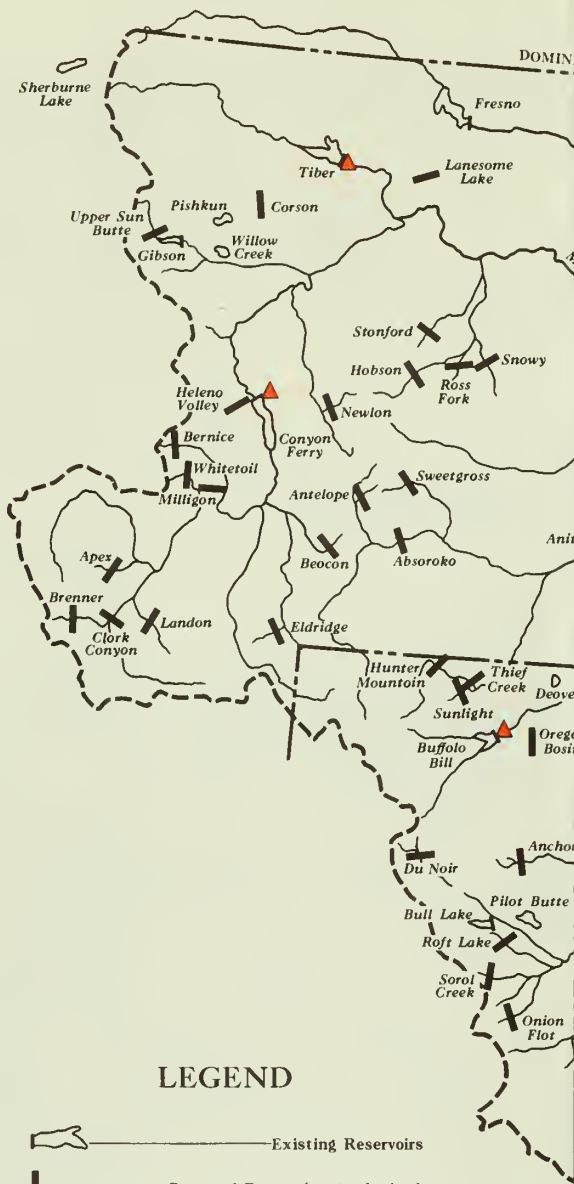 DOMIN
Sherburne
Lake
Fresno
Tiber
Lanesome
Lake
Pishkun
Corson
Upper Sun
Butte
Gibson
Willow
Creek
Stonford
Hobson
Ross
Fork
Snowy
Heleno
Volley
Newlon
Conyon
Ferry
Bernice
Whitetoil
Milligon
Antelope
Sweetgross
Apex
Beocon
Absoroko
Anit
Brenner
Clork
Conyon
Landon
Eldridge
Hunter
Mountoin
Thief
Creek
Sunlight
Deove
Buffolo
Bill
Orego
Bosin
Du Noir
Anchor
Pilot Butte
Bull Lake
Roft Lake
Sorol
Creek
Onion
Flot
LEGEND
Existing Reservoirs